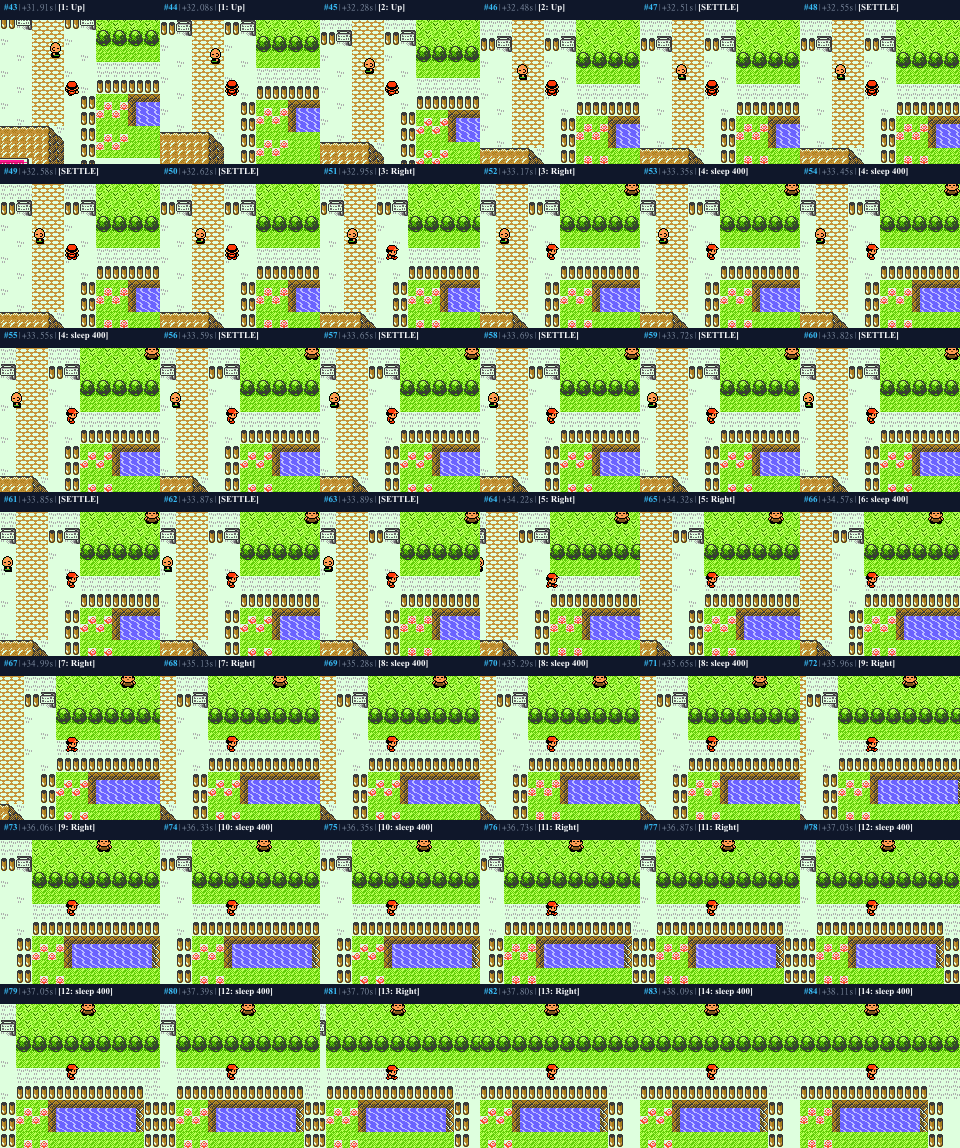 #43|+31.91s|[1: Up] #44|+32.08s|[1: Up] #45|+32.28s|[2: Up] #46|+32.48s|[2: Up] #47|+32.51s|[SETTLE] #48|+32.55s|[SETTLE]
#49|+32.58s|[SETTLE] #50|+32.62s|[SETTLE] #51|+32.95s|[3: Right] #52|+33.17s|[3: Right] #53|+33.35s|[4: sleep 400] #54|+33.45s|[4: sleep 400]
#55|+33.55s|[4: sleep 400] #56|+33.59s|[SETTLE] #57|+33.65s|[SETTLE] #58|+33.69s|[SETTLE] #59|+33.72s|[SETTLE] #60|+33.82s|[SETTLE]
#61|+33.85s|[SETTLE] #62|+33.87s|[SETTLE] #63|+33.89s|[SETTLE] #64|+34.22s|[5: Right] #65|+34.32s|[5: Right] #66|+34.57s|[6: sleep 400]
#67|+34.99s|[7: Right] #68|+35.13s|[7: Right] #69|+35.28s|[8: sleep 400] #70|+35.29s|[8: sleep 400] #71|+35.65s|[8: sleep 400] #72|+35.96s|[9: Right]
#73|+36.06s|[9: Right] #74|+36.33s|[10: sleep 400] #75|+36.35s|[10: sleep 400] #76|+36.73s|[11: Right] #77|+36.87s|[11: Right] #78|+37.03s|[12: sleep 400]
#79|+37.05s|[12: sleep 400] #80|+37.39s|[12: sleep 400] #81|+37.70s|[13: Right] #82|+37.80s|[13: Right] #83|+38.09s|[14: sleep 400] #84|+38.11s|[14: sleep 400]